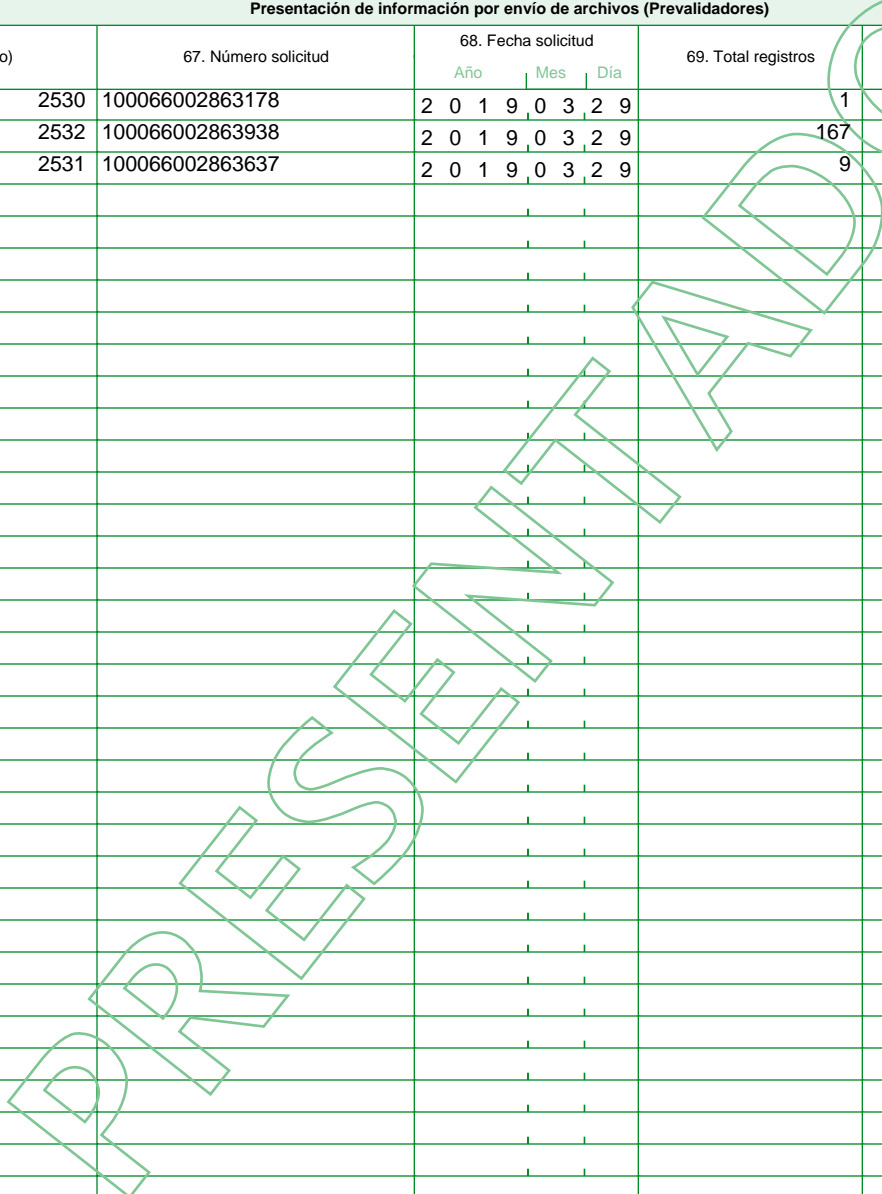 Presentación de información por envío de archivos (Prevalidadores)
o) 67. Número solicitud 68. Fecha solicitud 69. Total registros
Año Mes Día
2530 100066002863178 2 0 1 9 0 3 2 9 1
2532 100066002863938 2 0 1 9 0 3 2 9 167
2531 100066002863637 2 0 1 9 0 3 2 9 9
PRESENTADO